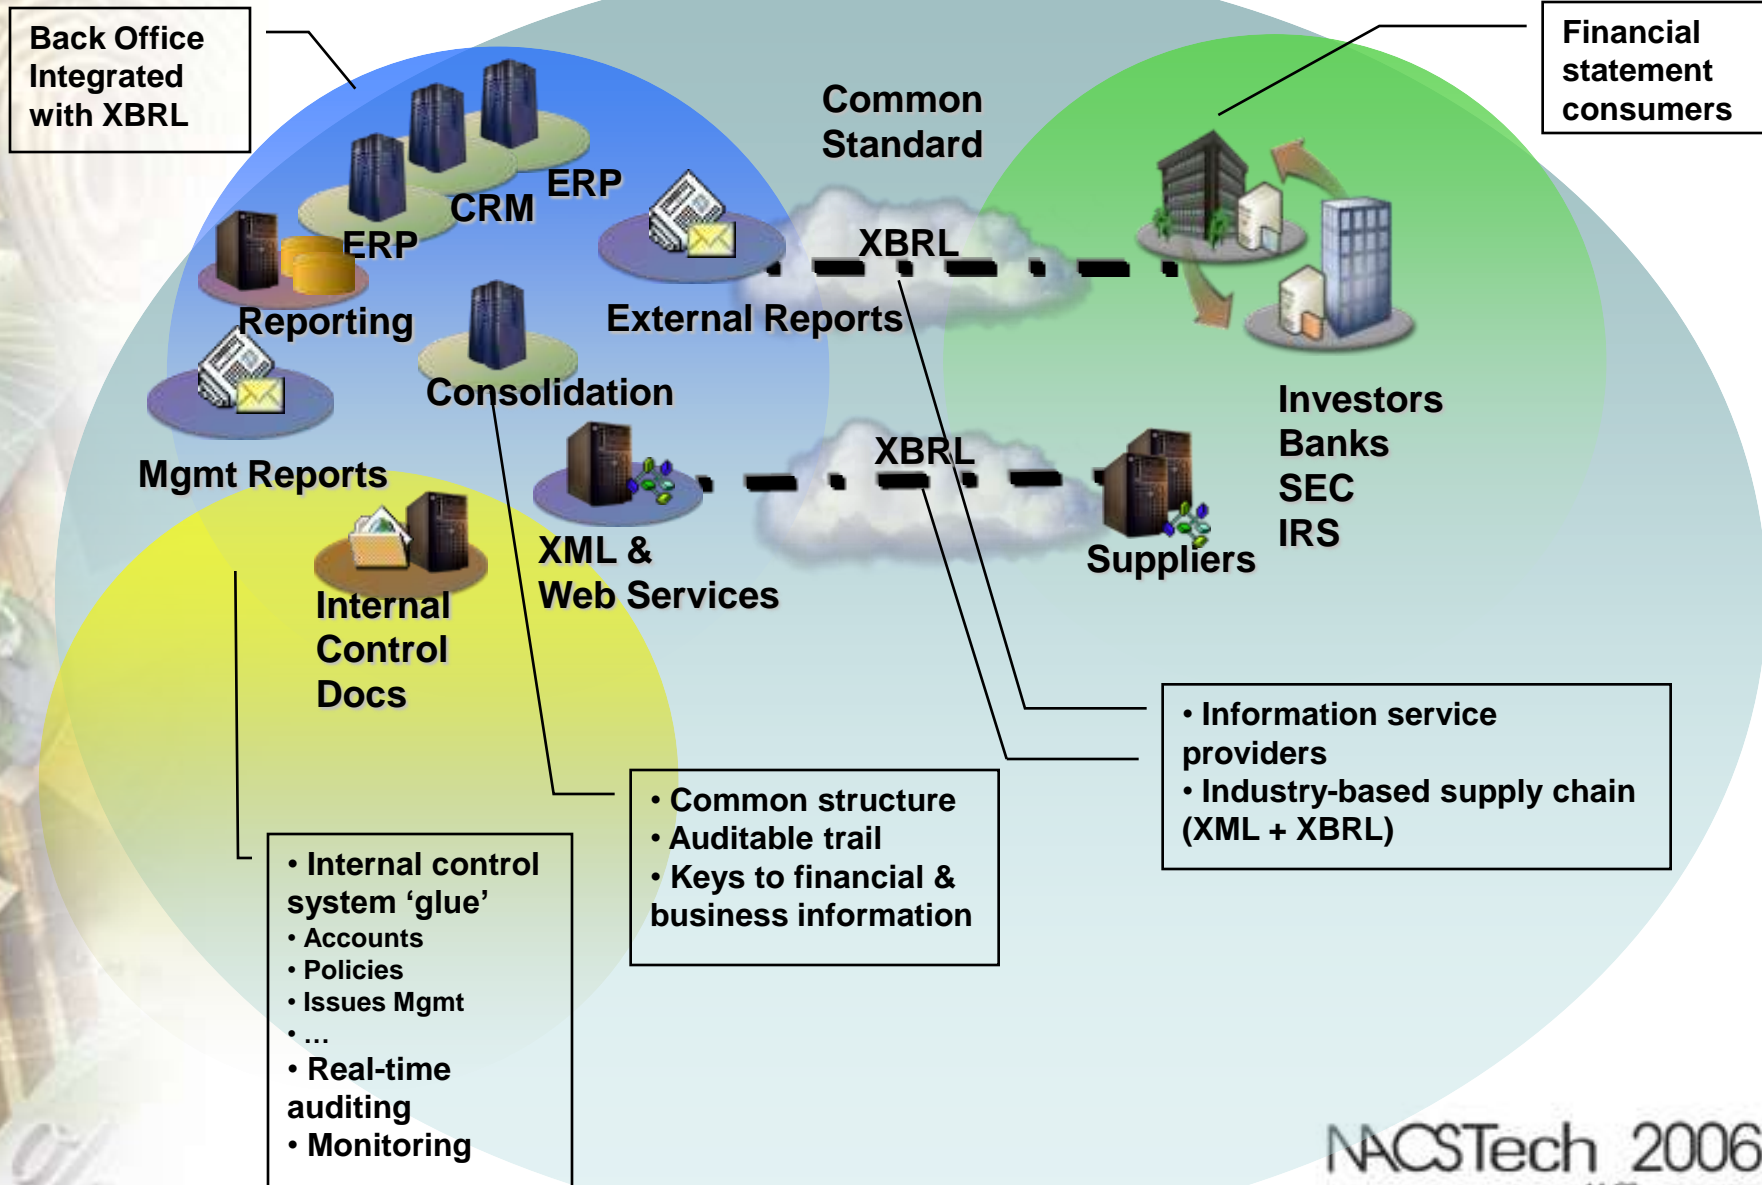 Back Office
Integrated
with XBRL
Financial
statement
consumers
Common
Standard
ERP
CRM
ERP
XBRL
Reporting
External Reports
Consolidation
Investors
Banks
SEC
IRS
XBRL
Mgmt Reports
XML &
Web Services
Suppliers
Internal
Control
Docs
• Information service
providers
• Industry-based supply chain
(XML + XBRL)
• Common structure
• Auditable trail
• Keys to financial &
business information
• Internal control
system ‘glue’
• Accounts
• Policies
• Issues Mgmt
• …
• Real-time
auditing
• Monitoring
NACSTech 2006